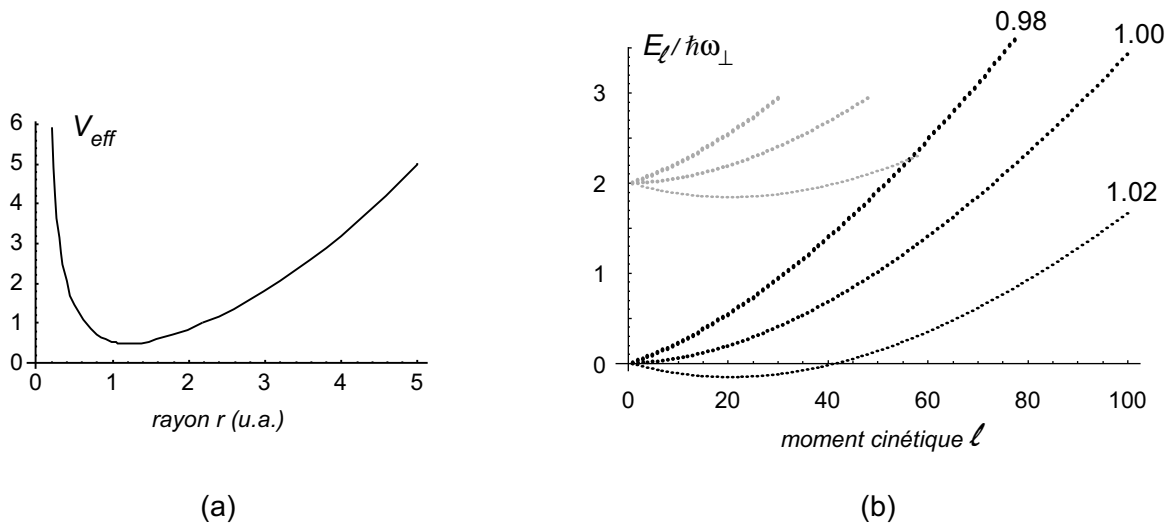 V_eff
6
5
4
3
2
1
0
0 1 2 3 4 5
rayon r (u.a.)
(a)
E_ℓ / ℏω_⊥
0.98
1.00
1.02
3
2
1
0
0 20 40 60 80 100
moment cinétique ℓ
(b)